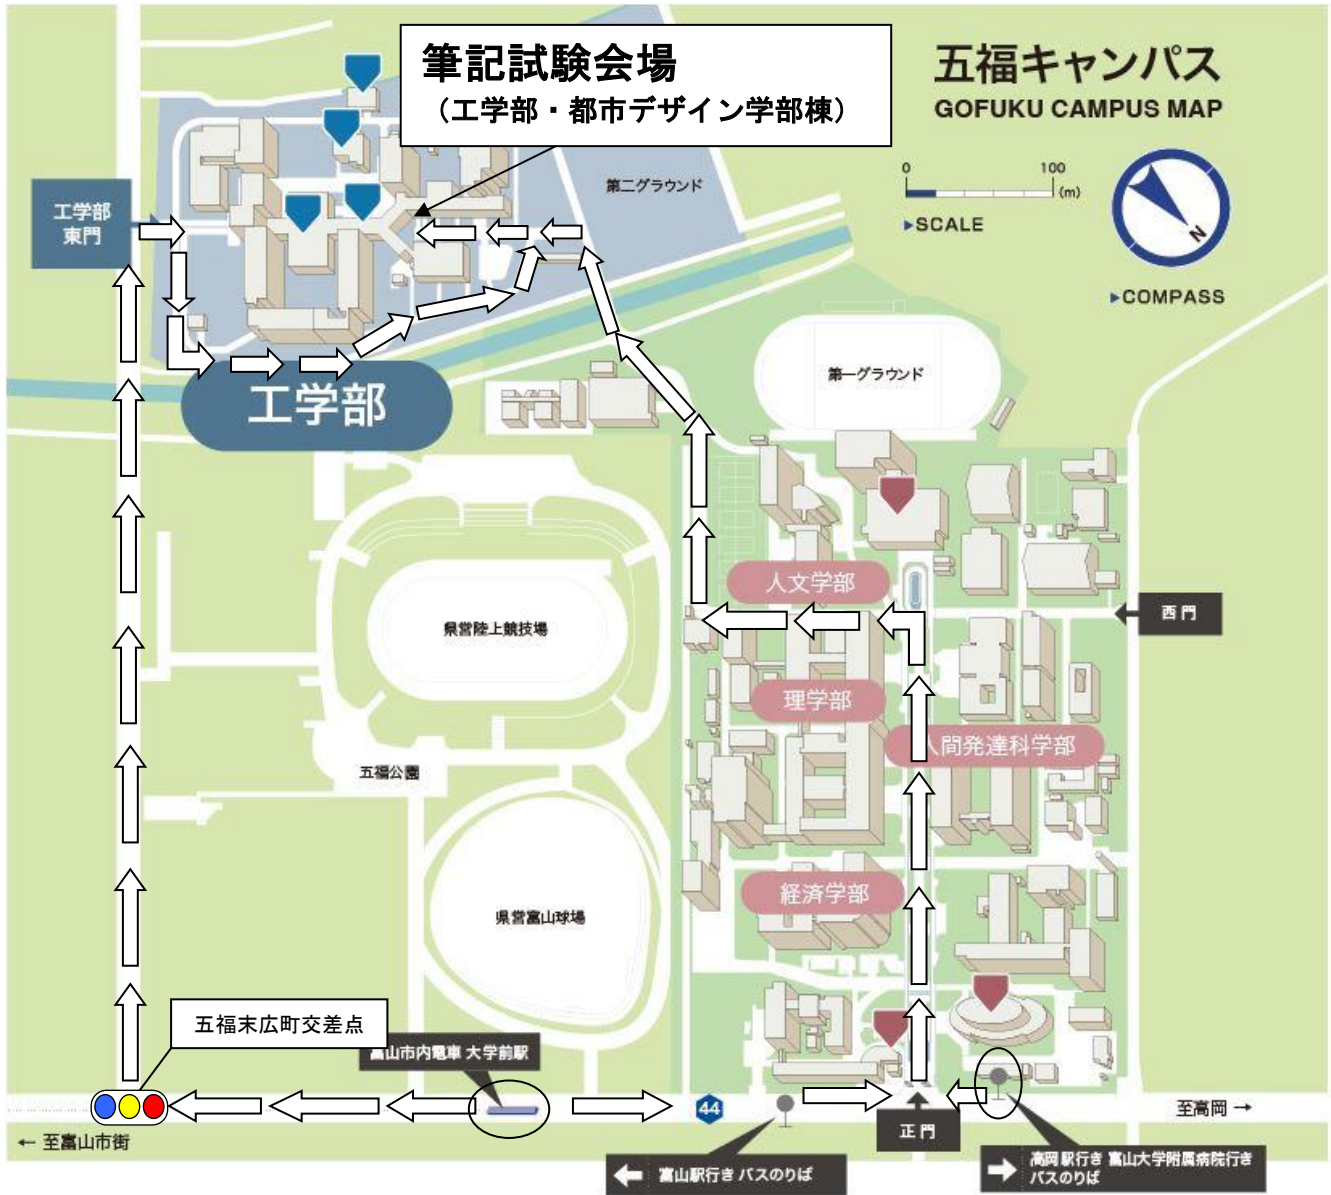 筆記試験会場
（工学部・都市デザイン学部棟）
五福キャンパス
GOFUKU CAMPUS MAP
0 100
(m)
▶SCALE
N
▶COMPASS
第二グラウンド
工学部
東門
工学部
第一グラウンド
人文学部
西門
県営陸上競技場
理学部
人間発達科学部
五福公園
経済学部
県営富山球場
五福末広町交差点
富山市内電車 大学前駅
44
至高岡 →
正門
← 至富山市街
富山駅行き バスのりば
高岡駅行き 富山大学附属病院行き
バスのりば